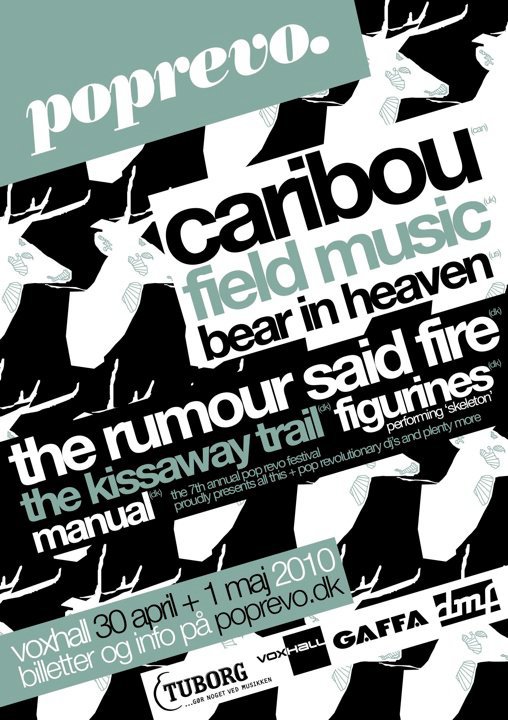 poprevo.
caribou (can)
field music (uk)
bear in heaven (us)
the rumour said fire (dk)
the kissaway trail (dk) figurines (dk)
performing 'skeleton'
manual (dk)
the 7th annual pop revo festival
proudly presents all this + pop revolutionary dj's and plenty more
voxhall 30 april + 1 maj 2010
billetter og info på poprevo.dk
TUBORG
...GØR NOGET VED MUSIKKEN
VOXHALL
GAFFA
dmf